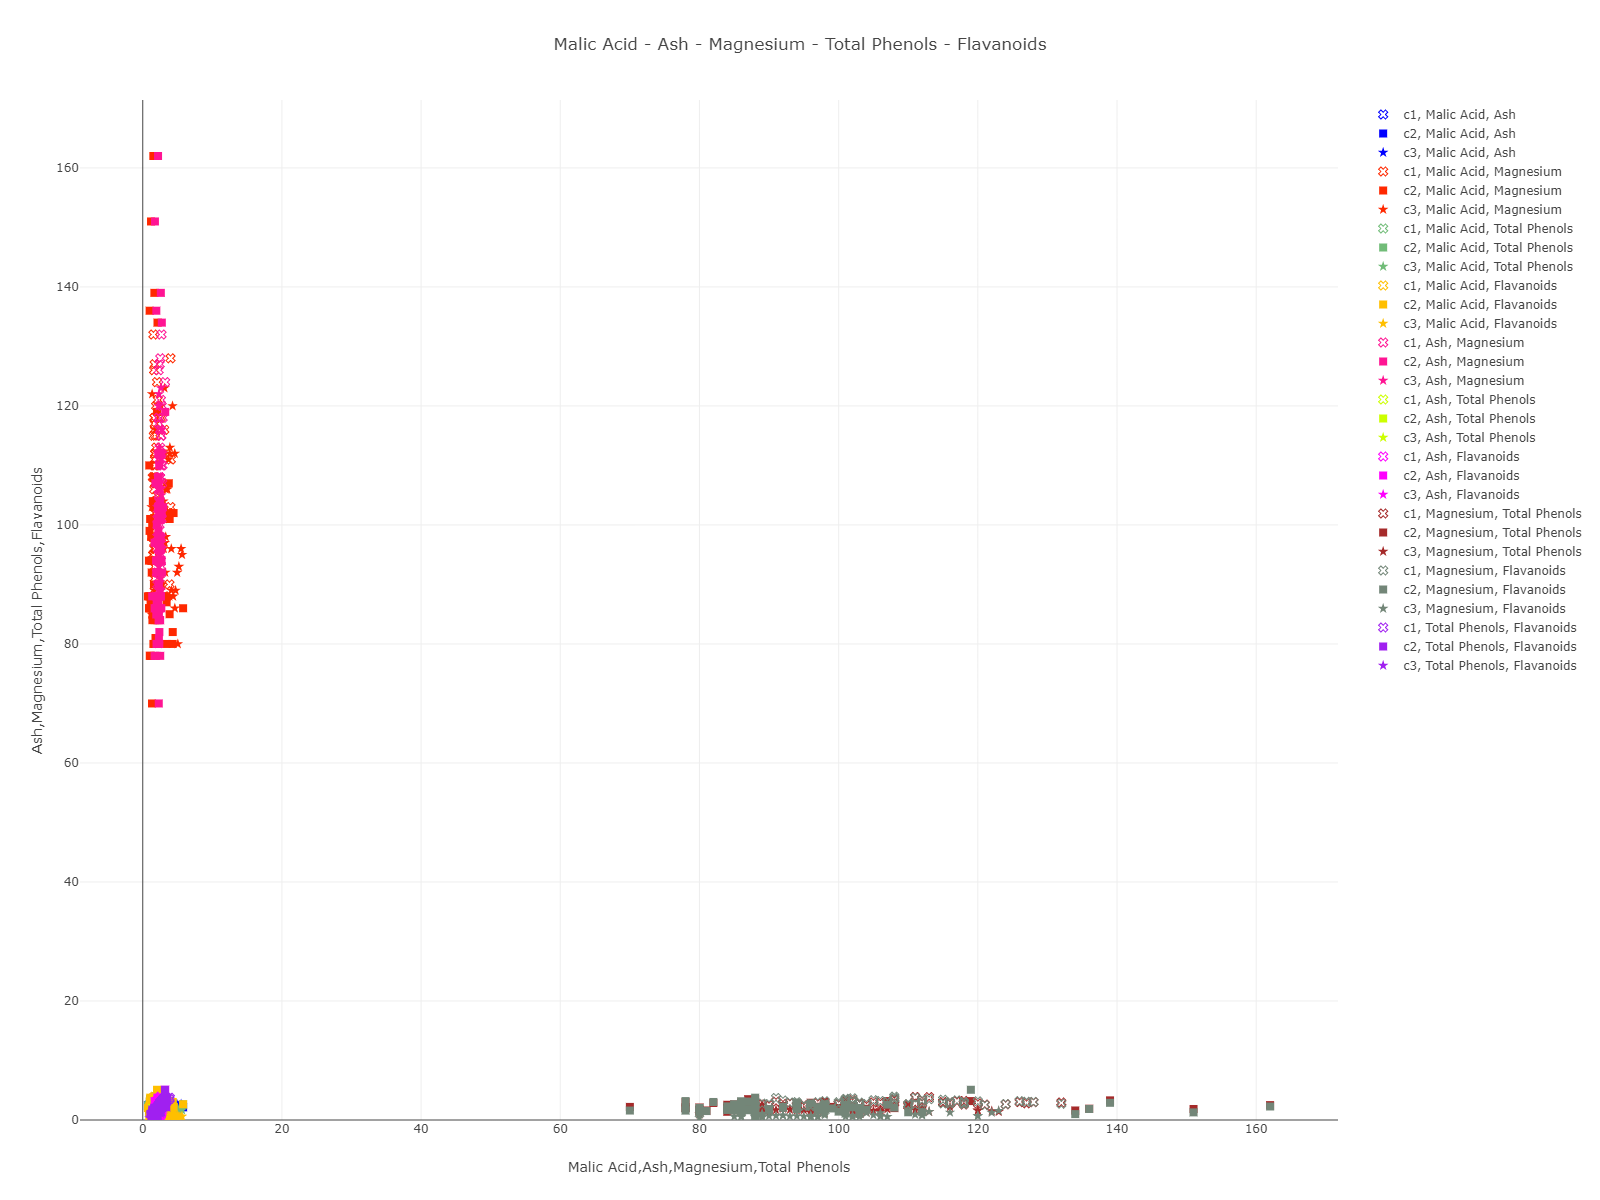 Malic Acid - Ash - Magnesium - Total Phenols - Flavanoids
c1, Malic Acid, Ash
c2, Malic Acid, Ash
c3, Malic Acid, Ash
c1, Malic Acid, Magnesium
c2, Malic Acid, Magnesium
c3, Malic Acid, Magnesium
c1, Malic Acid, Total Phenols
c2, Malic Acid, Total Phenols
c3, Malic Acid, Total Phenols
c1, Malic Acid, Flavanoids
c2, Malic Acid, Flavanoids
c3, Malic Acid, Flavanoids
c1, Ash, Magnesium
c2, Ash, Magnesium
c3, Ash, Magnesium
c1, Ash, Total Phenols
c2, Ash, Total Phenols
c3, Ash, Total Phenols
c1, Ash, Flavanoids
c2, Ash, Flavanoids
c3, Ash, Flavanoids
c1, Magnesium, Total Phenols
c2, Magnesium, Total Phenols
c3, Magnesium, Total Phenols
c1, Magnesium, Flavanoids
c2, Magnesium, Flavanoids
c3, Magnesium, Flavanoids
c1, Total Phenols, Flavanoids
c2, Total Phenols, Flavanoids
c3, Total Phenols, Flavanoids
Ash,Magnesium,Total Phenols,Flavanoids
160
140
120
100
80
60
40
20
0
0 20 40 60 80 100 120 140 160
Malic Acid,Ash,Magnesium,Total Phenols